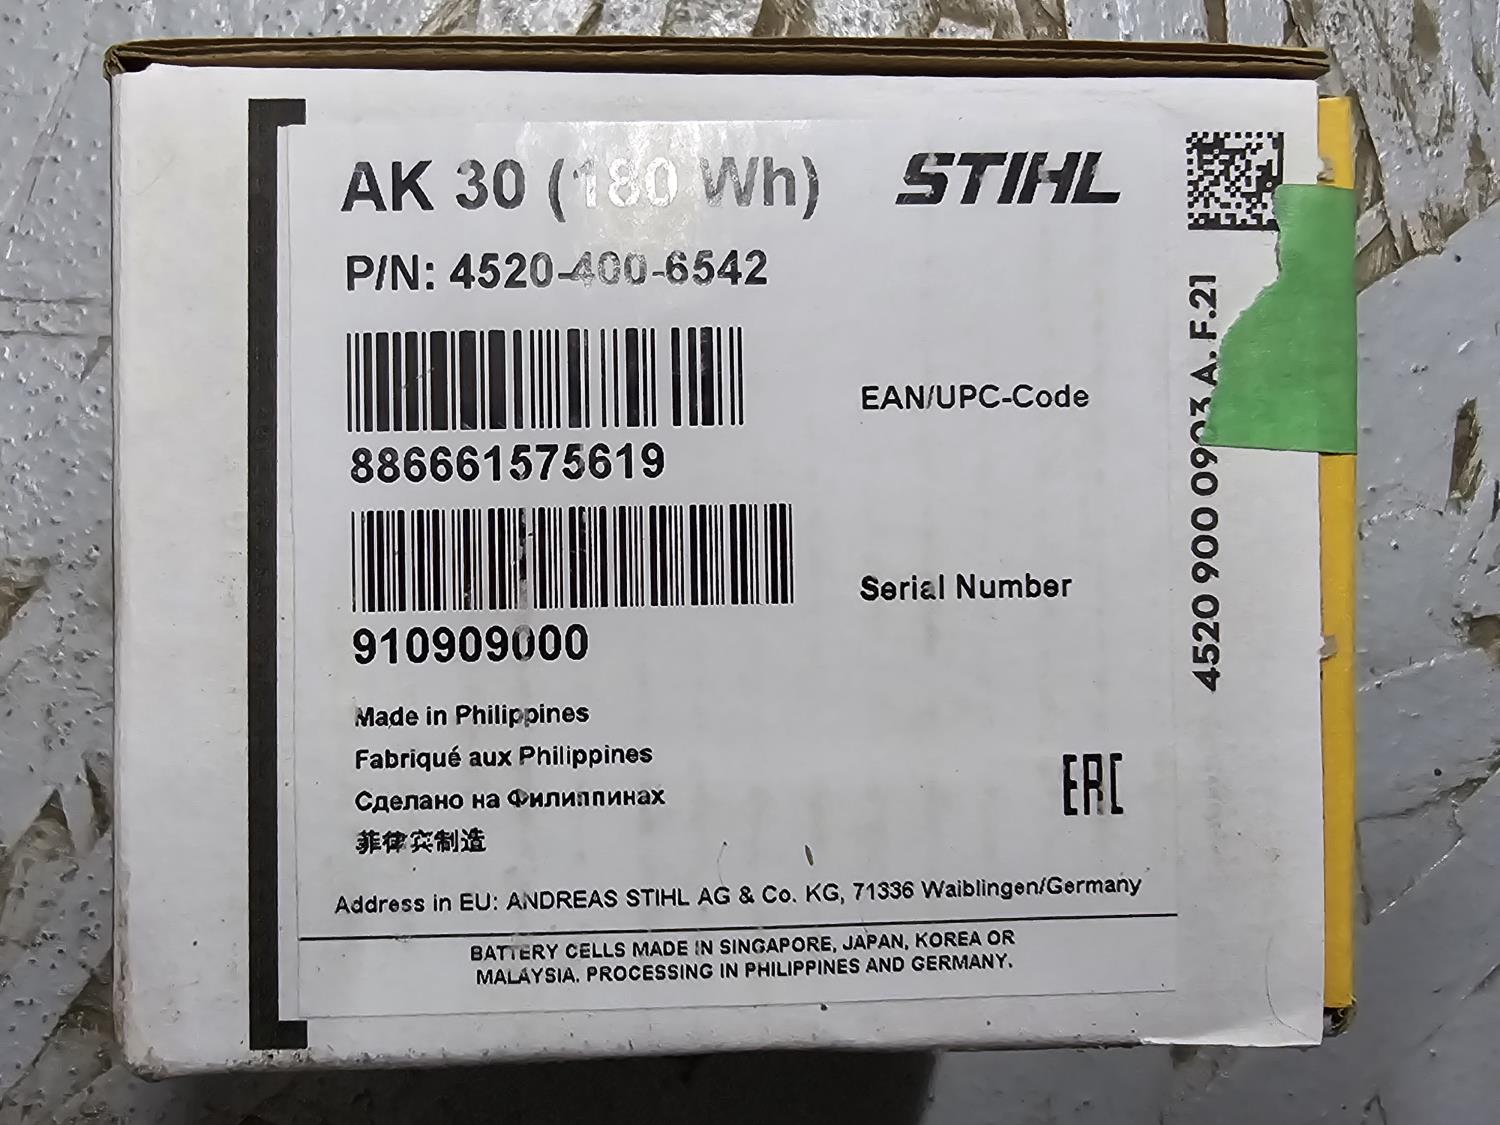 AK 30 (180 Wh)
STIHL
P/N: 4520-400-6542
EAN/UPC-Code
886661575619
Serial Number
910909000
Made in Philippines
Fabriqué aux Philippines
Сделано на Филиппинах
菲律宾制造
EAC
Address in EU: ANDREAS STIHL AG & Co. KG, 71336 Waiblingen/Germany
BATTERY CELLS MADE IN SINGAPORE, JAPAN, KOREA OR
MALAYSIA. PROCESSING IN PHILIPPINES AND GERMANY.
4520 900 0903 A. F.21